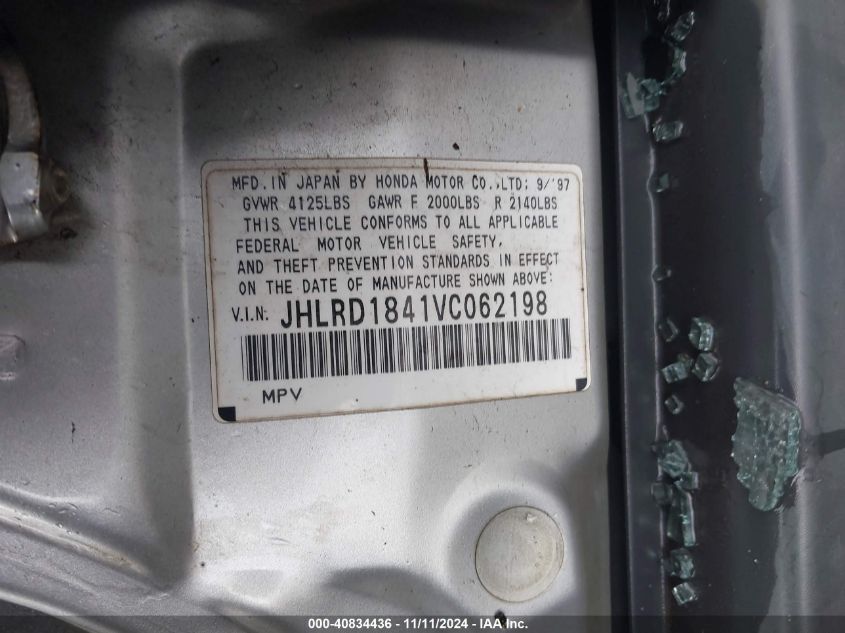 MFD. IN JAPAN BY HONDA MOTOR CO., LTD: 9/'97
GVWR 4125LBS GAWR F 2000LBS R 2140LBS
THIS VEHICLE CONFORMS TO ALL APPLICABLE
FEDERAL MOTOR VEHICLE SAFETY,
AND THEFT PREVENTION STANDARDS IN EFFECT
ON THE DATE OF MANUFACTURE SHOWN ABOVE:
V.I.N: JHLRD1841VC062198
MPV
000-40834436 - 11/11/2024 - IAA Inc.